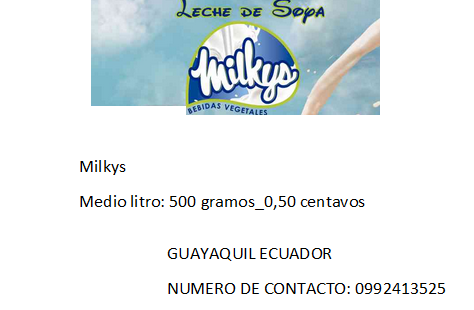 LECHE DE SOYA
Milkys
BEBIDAS VEGETALES
Milkys
Medio litro: 500 gramos_0,50 centavos
GUAYAQUIL ECUADOR
NUMERO DE CONTACTO: 0992413525